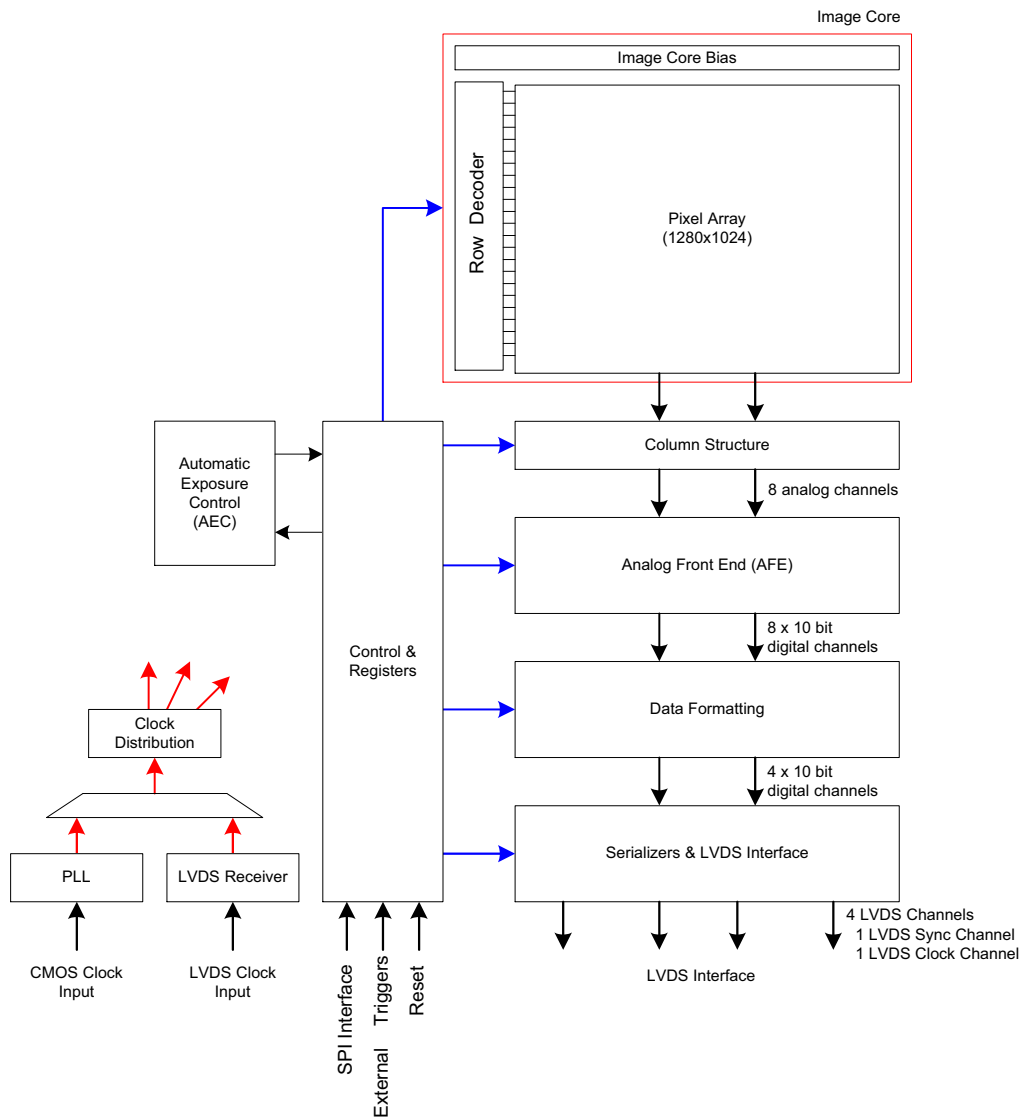 Image Core
Image Core Bias
Row Decoder
Pixel Array
(1280x1024)
Automatic
Exposure
Control
(AEC)
Column Structure
8 analog channels
Analog Front End (AFE)
8 x 10 bit
digital channels
Control &
Registers
Data Formatting
Clock
Distribution
4 x 10 bit
digital channels
PLL
LVDS Receiver
Serializers & LVDS Interface
4 LVDS Channels
1 LVDS Sync Channel
1 LVDS Clock Channel
CMOS Clock
Input
LVDS Clock
Input
LVDS Interface
SPI Interface
External Triggers
Reset